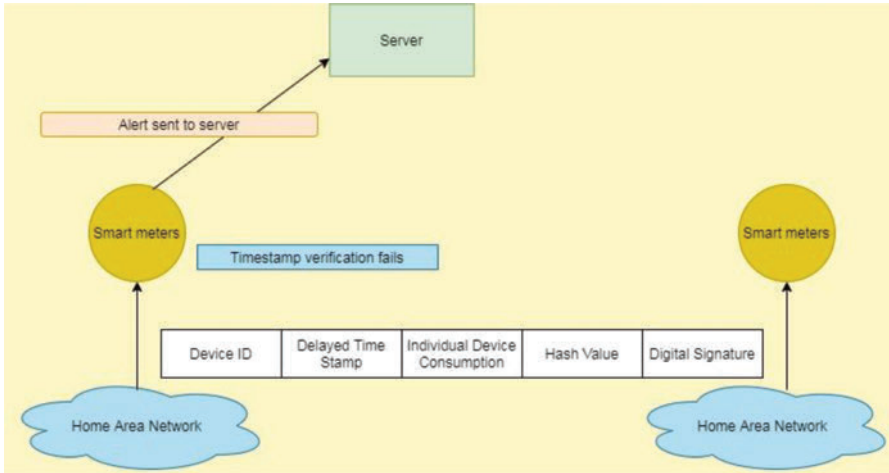 Server
Alert sent to server
Smart meters
Smart meters
Timestamp verification fails
Device ID
Delayed Time
Stamp
Individual Device
Consumption
Hash Value
Digital Signature
Home Area Network
Home Area Network